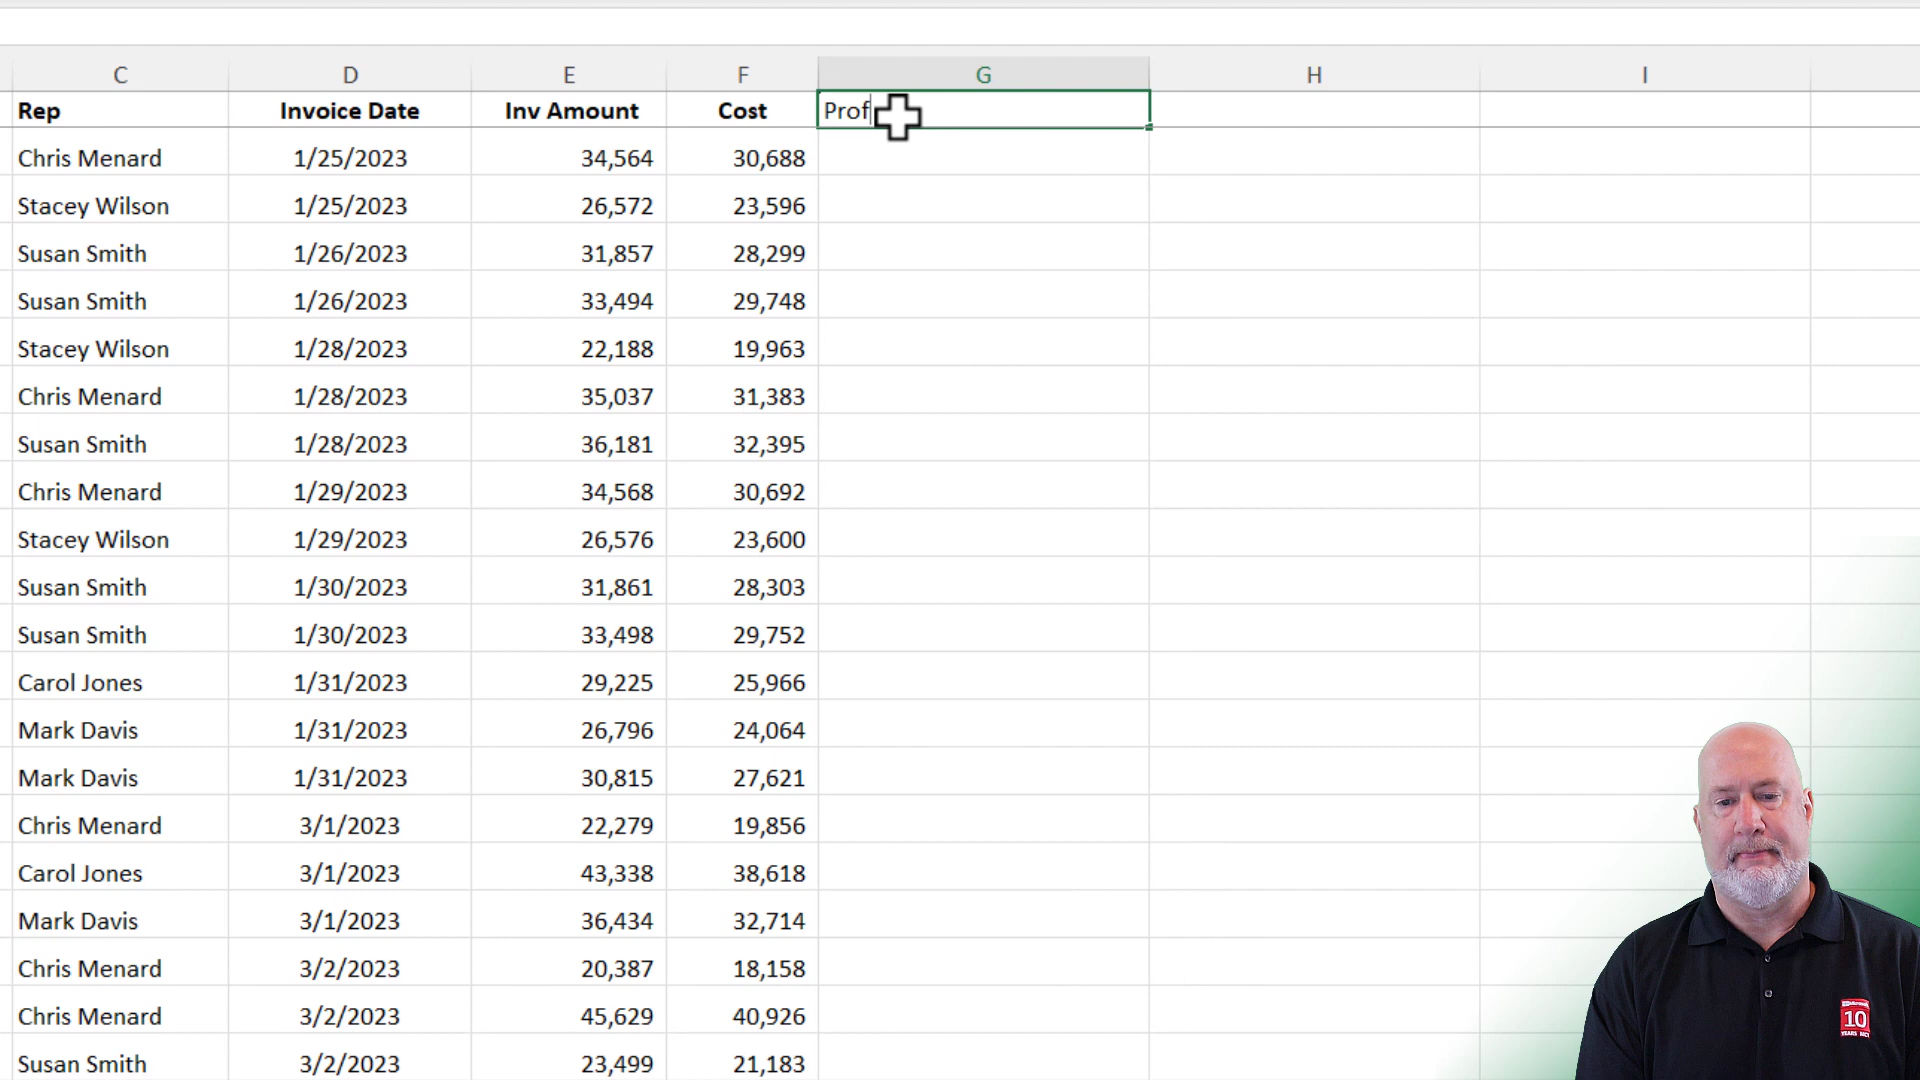 C D E F G H I
Rep Invoice Date Inv Amount Cost Prof
Chris Menard 1/25/2023 34,564 30,688
Stacey Wilson 1/25/2023 26,572 23,596
Susan Smith 1/26/2023 31,857 28,299
Susan Smith 1/26/2023 33,494 29,748
Stacey Wilson 1/28/2023 22,188 19,963
Chris Menard 1/28/2023 35,037 31,383
Susan Smith 1/28/2023 36,181 32,395
Chris Menard 1/29/2023 34,568 30,692
Stacey Wilson 1/29/2023 26,576 23,600
Susan Smith 1/30/2023 31,861 28,303
Susan Smith 1/30/2023 33,498 29,752
Carol Jones 1/31/2023 29,225 25,966
Mark Davis 1/31/2023 26,796 24,064
Mark Davis 1/31/2023 30,815 27,621
Chris Menard 3/1/2023 22,279 19,856
Carol Jones 3/1/2023 43,338 38,618
Mark Davis 3/1/2023 36,434 32,714
Chris Menard 3/2/2023 20,387 18,158
Chris Menard 3/2/2023 45,629 40,926
Susan Smith 3/2/2023 23,499 21,183
10